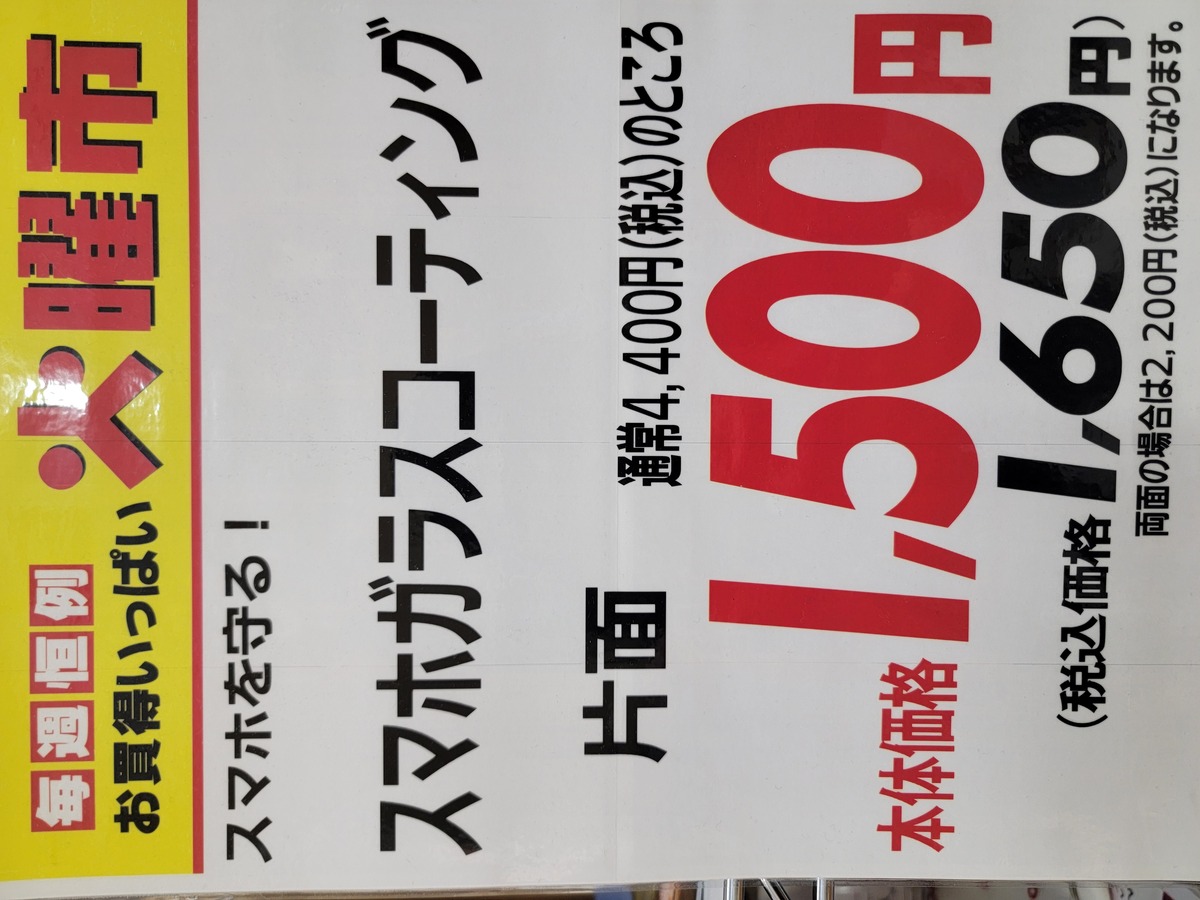 毎週恒例
お買得いっぱい
火曜市
スマホを守る！
スマホガラスコーティング
片面
通常4,400円(税込)のところ
本体価格1,500円
(税込価格1,650円)
両面の場合は2,200円(税込)になります。